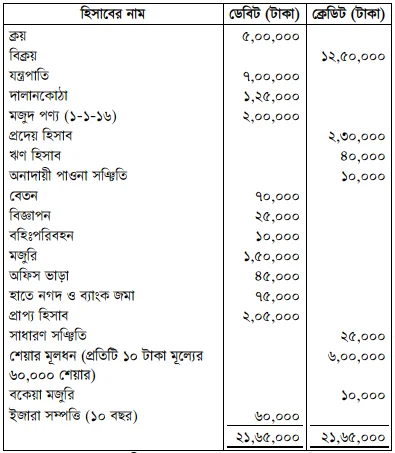 হিসাবের নাম ডেবিট (টাকা) ক্রেডিট (টাকা)
ক্রয় ৫,০০,০০০
বিক্রয় ১২,৫০,০০০
যন্ত্রপাতি ৭,০০,০০০
দালানকোঠা ১,২৫,০০০
মজুদ পণ্য (১-১-১৬) ২,০০,০০০
প্রদেয় হিসাব ২,৩০,০০০
ঋণ হিসাব ৪০,০০০
অনাদায়ী পাওনা সঞ্চিতি ১০,০০০
বেতন ৭০,০০০
বিজ্ঞাপন ২৫,০০০
বহিঃপরিবহন ১০,০০০
মজুরি ১,৫০,০০০
অফিস ভাড়া ৪৫,০০০
হাতে নগদ ও ব্যাংক জমা ৭৫,০০০
প্রাপ্য হিসাব ২,০৫,০০০
সাধারণ সঞ্চিতি ২৫,০০০
শেয়ার মূলধন (প্রতিটি ১০ টাকা মূল্যের ৬,০০,০০০
৬০,০০০ শেয়ার)
বকেয়া মজুরি ১০,০০০
ইজারা সম্পত্তি (১০ বছর) ৬০,০০০
২১,৬৫,০০০ ২১,৬৫,০০০